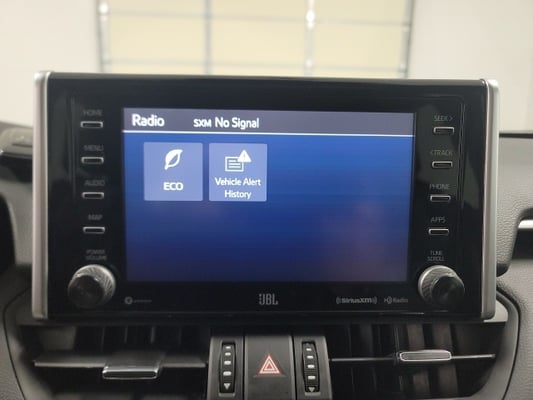 Radio SXM No Signal
ECO
Vehicle Alert
History
HOME
MENU
AUDIO
MAP
POWER
VOLUME
SEEK>
<TRACK
PHONE
APPS
TUNE
SCROLL
JBL
SiriusXM
HD Radio